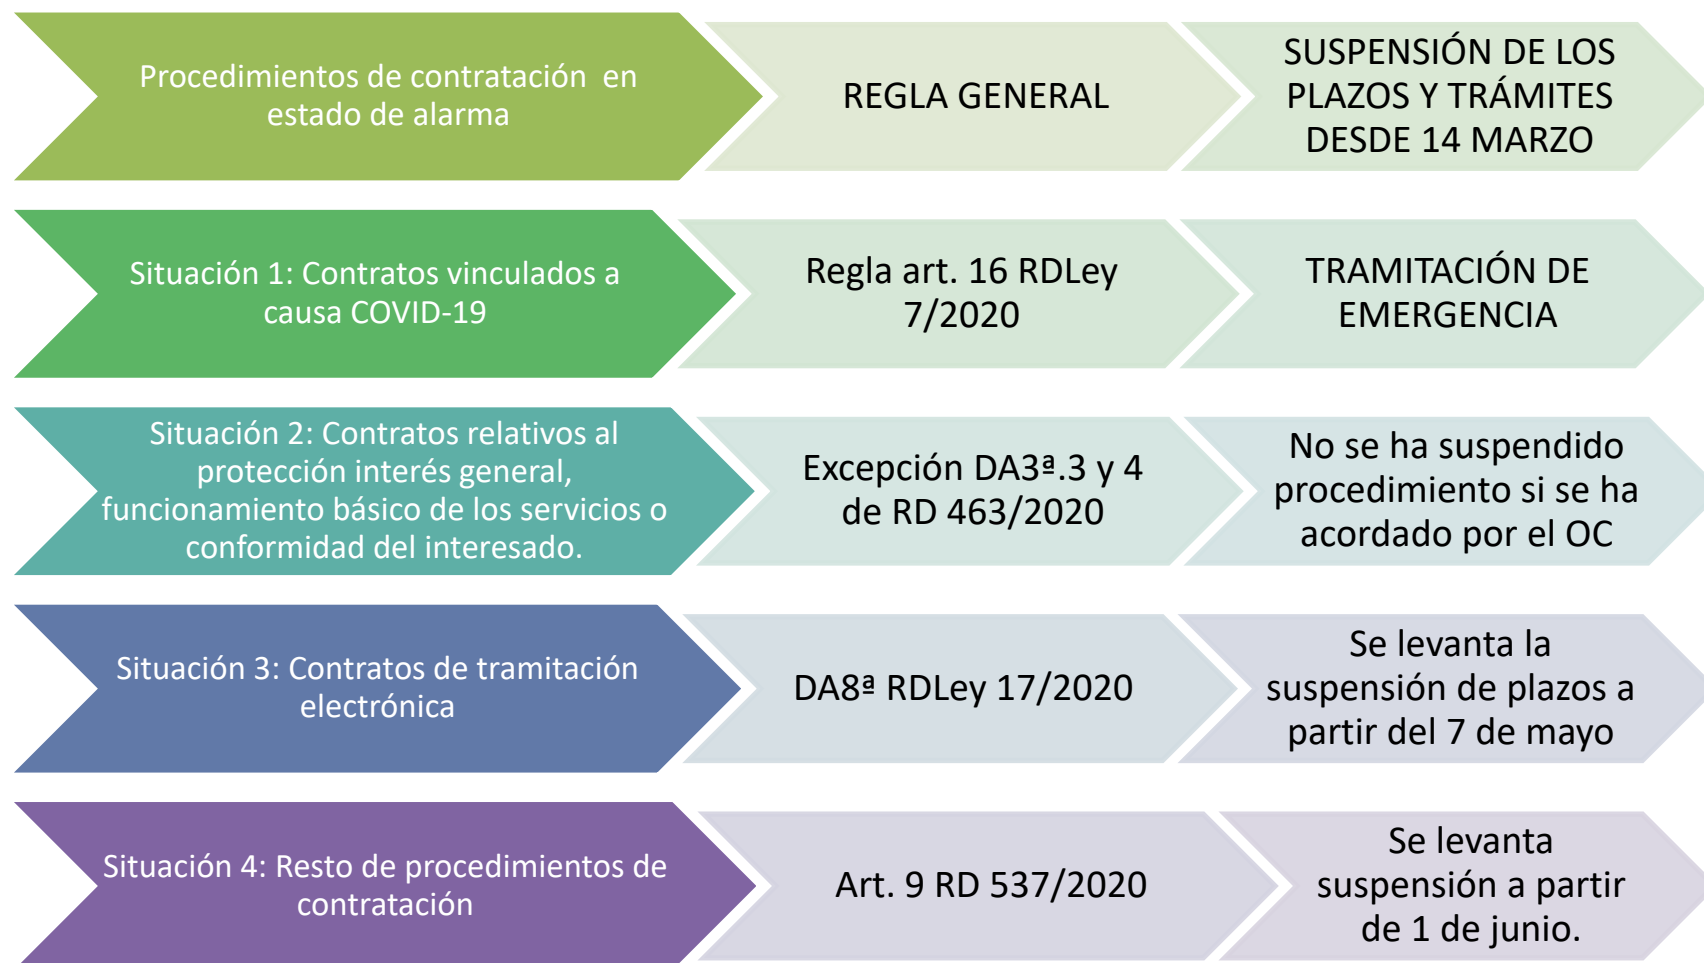 Procedimientos de contratación en
estado de alarma
REGLA GENERAL
SUSPENSIÓN DE LOS
PLAZOS Y TRÁMITES
DESDE 14 MARZO
Situación 1: Contratos vinculados a
causa COVID-19
Regla art. 16 RDLey
7/2020
TRAMITACIÓN DE
EMERGENCIA
Situación 2: Contratos relativos al
protección interés general,
funcionamiento básico de los servicios o
conformidad del interesado.
Excepción DA3ª.3 y 4
de RD 463/2020
No se ha suspendido
procedimiento si se ha
acordado por el OC
Situación 3: Contratos de tramitación
electrónica
DA8ª RDLey 17/2020
Se levanta la
suspensión de plazos a
partir del 7 de mayo
Situación 4: Resto de procedimientos de
contratación
Art. 9 RD 537/2020
Se levanta
suspensión a partir
de 1 de junio.